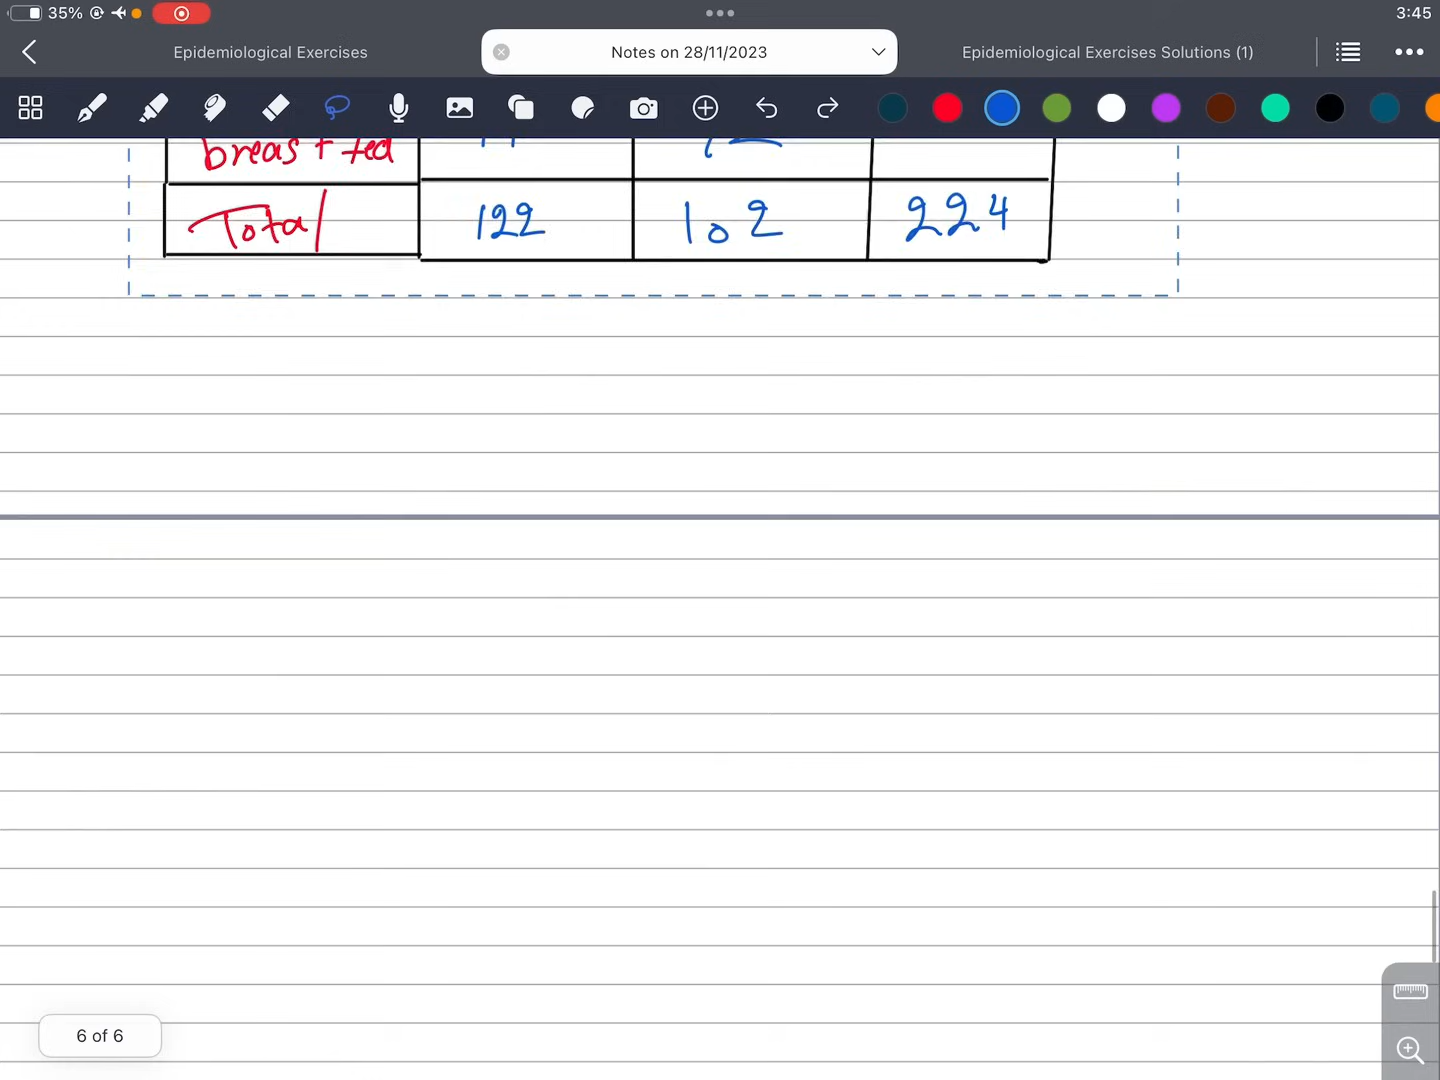 35% 3:45
Epidemiological Exercises Notes on 28/11/2023 Epidemiological Exercises Solutions (1)
breast fed
Total 122 102 224
6 of 6